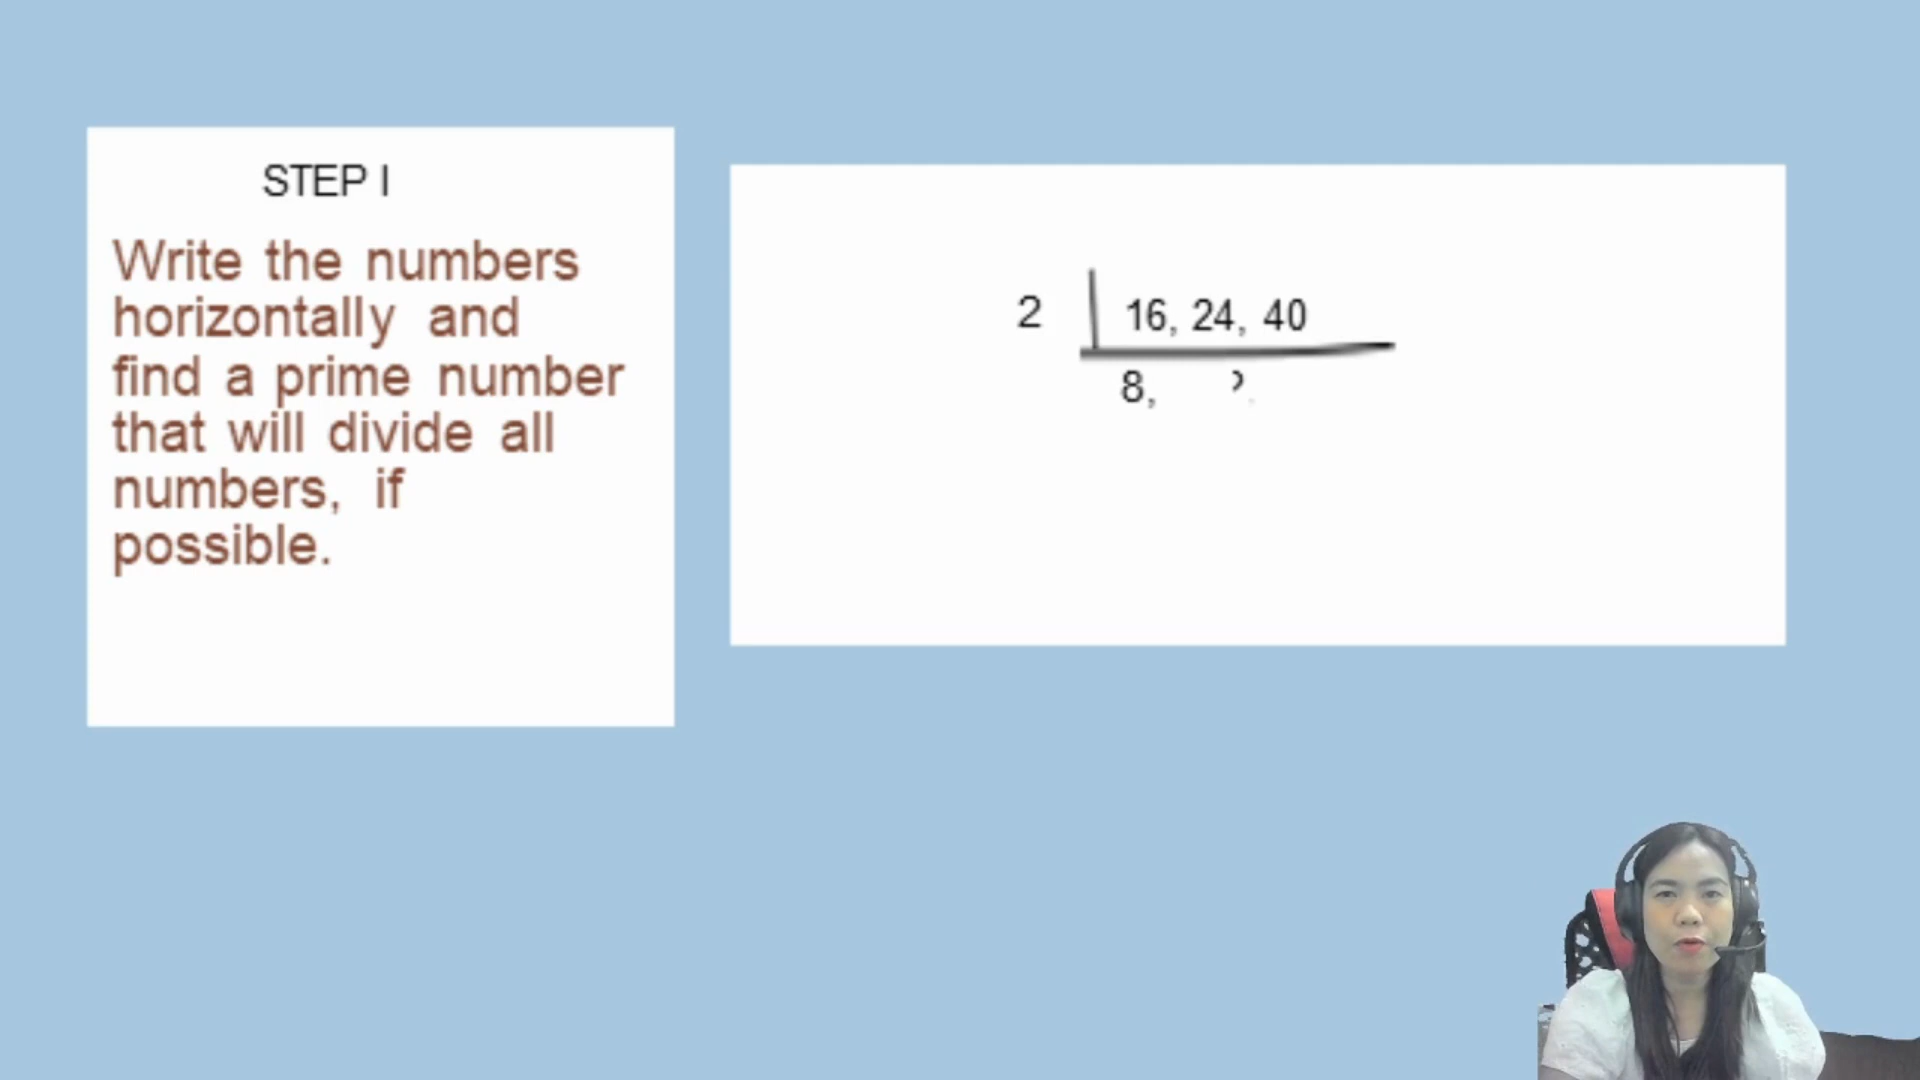 STEP I
Write the numbers
horizontally and
find a prime number
that will divide all
numbers, if
possible.
2 16, 24, 40
8,